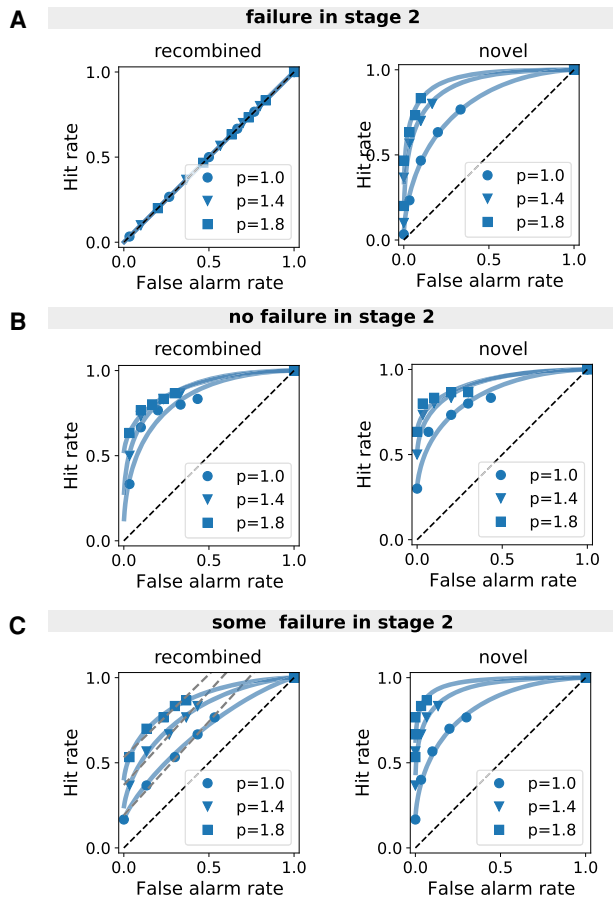 A
failure in stage 2
recombined
novel
Hit rate
1.0
0.5
0.0
p=1.0
p=1.4
p=1.8
0.0 0.5 1.0
False alarm rate
Hit rate
1.0
0.5
0.0
p=1.0
p=1.4
p=1.8
0.0 0.5 1.0
False alarm rate
B
no failure in stage 2
recombined
novel
Hit rate
1.0
0.5
0.0
p=1.0
p=1.4
p=1.8
0.0 0.5 1.0
False alarm rate
Hit rate
1.0
0.5
0.0
p=1.0
p=1.4
p=1.8
0.0 0.5 1.0
False alarm rate
C
some  failure in stage 2
recombined
novel
Hit rate
1.0
0.5
0.0
p=1.0
p=1.4
p=1.8
0.0 0.5 1.0
False alarm rate
Hit rate
1.0
0.5
0.0
p=1.0
p=1.4
p=1.8
0.0 0.5 1.0
False alarm rate